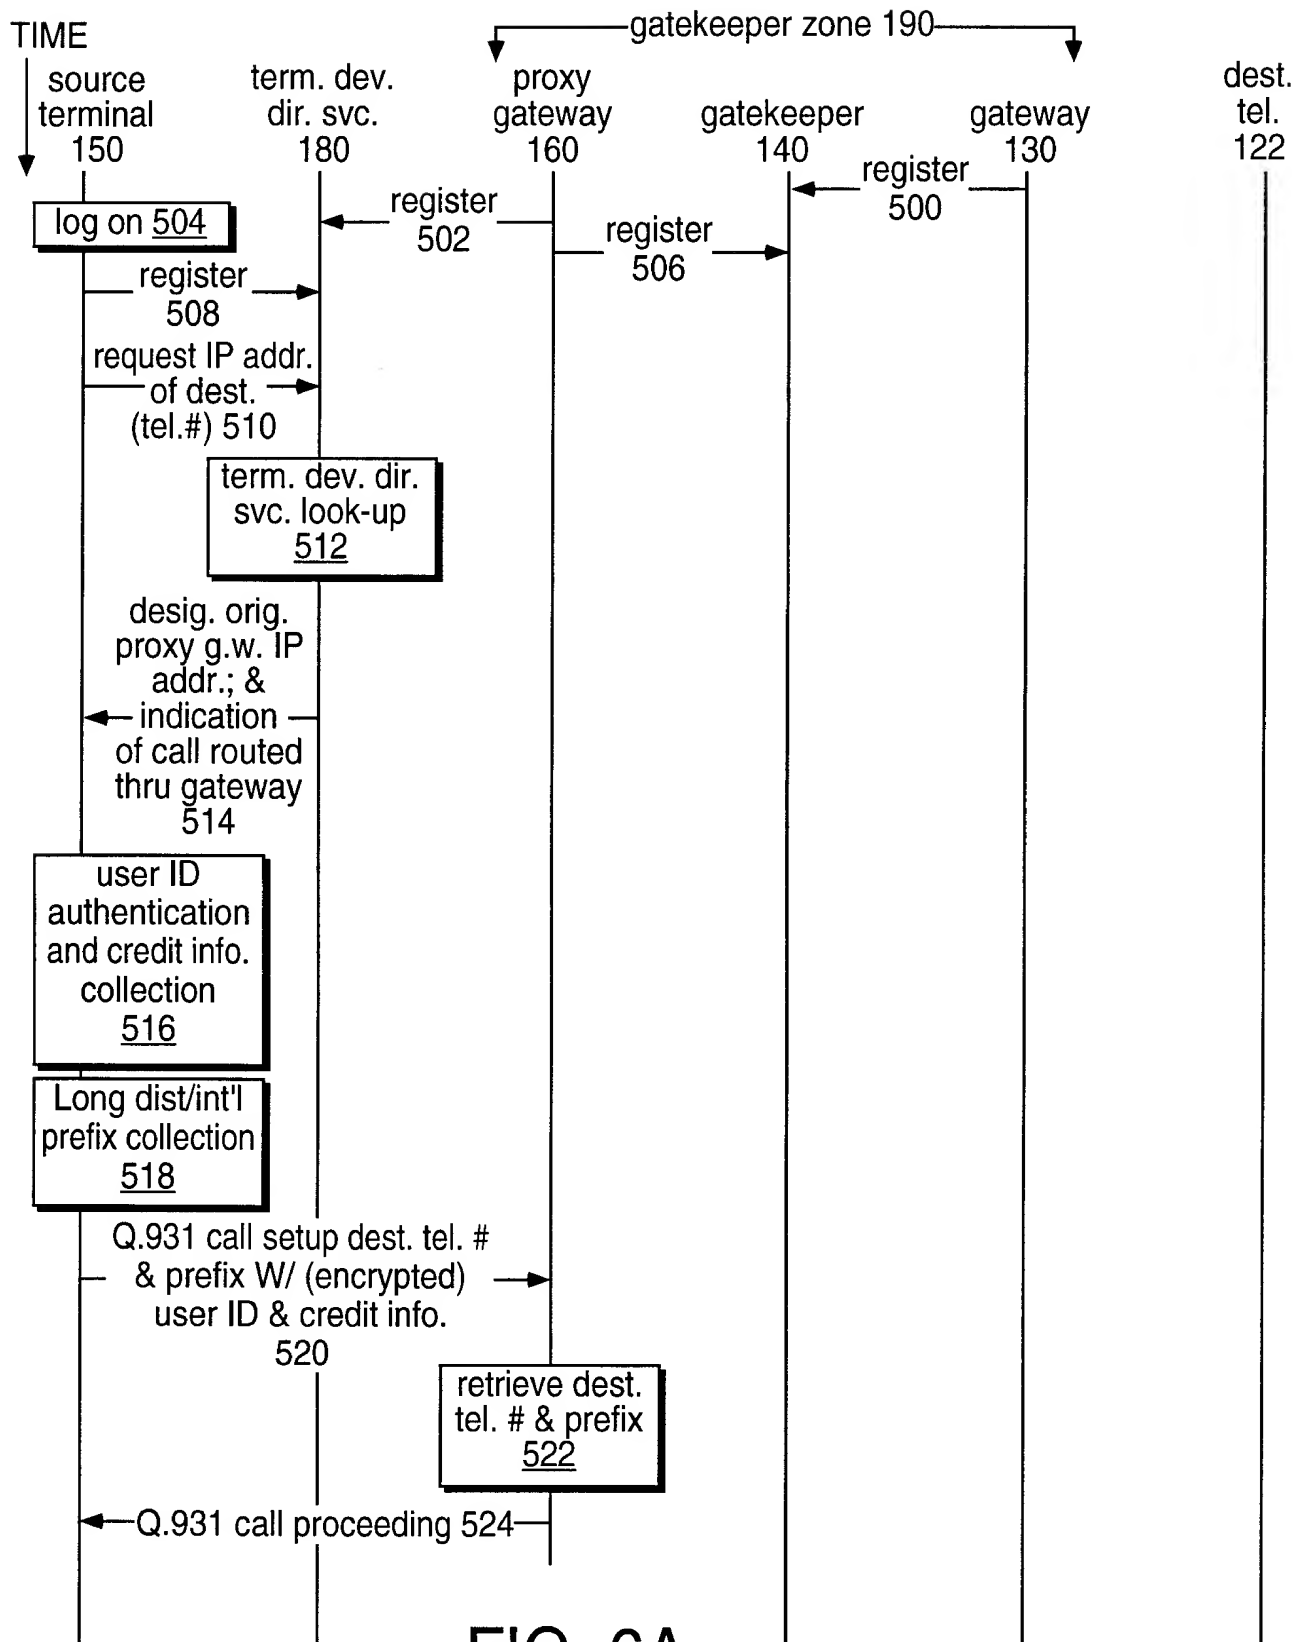 TIME
gatekeeper zone 190
source
terminal
150
term. dev.
dir. svc.
180
proxy
gateway
160
gatekeeper
140
gateway
130
dest.
tel.
122
register
500
log on 504
register
502
register
506
register
508
request IP addr.
of dest.
(tel.#) 510
term. dev. dir.
svc. look-up
512
desig. orig.
proxy g.w. IP
addr.; &
indication
of call routed
thru gateway
514
user ID
authentication
and credit info.
collection
516
Long dist/int'l
prefix collection
518
Q.931 call setup dest. tel. #
& prefix W/ (encrypted)
user ID & credit info.
520
retrieve dest.
tel. # & prefix
522
Q.931 call proceeding 524
FIG. 6A